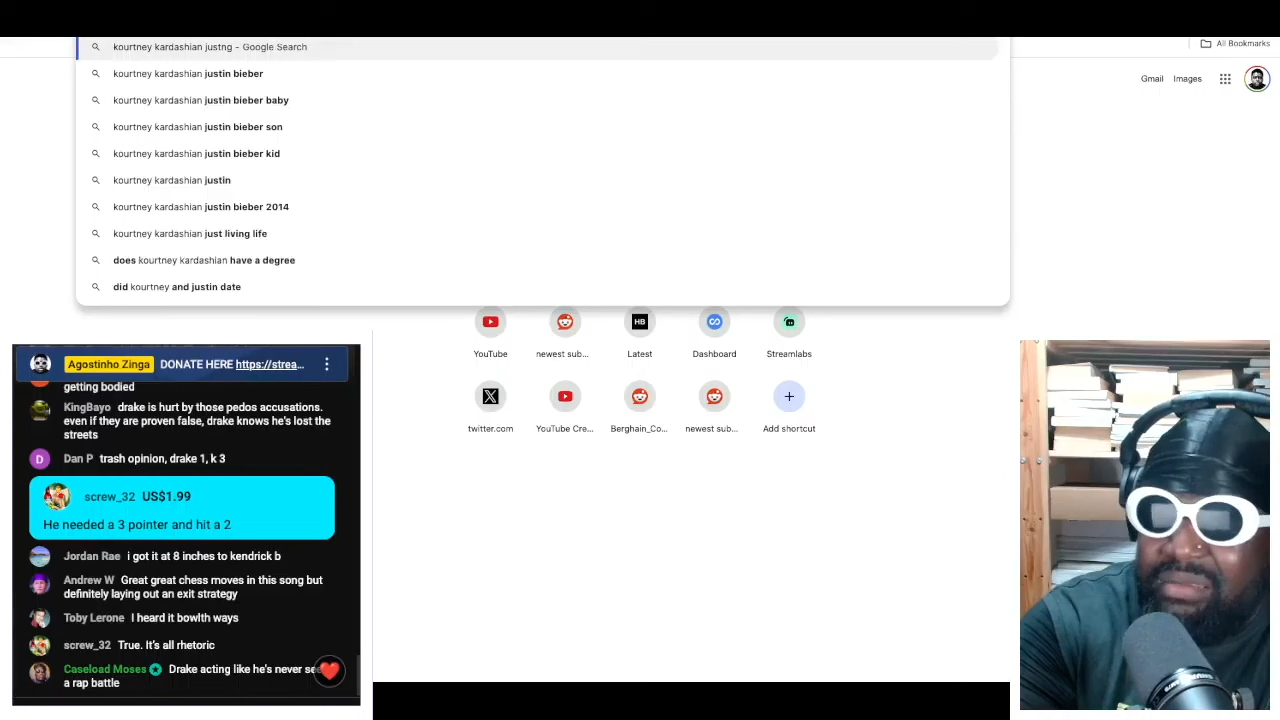 kourtney kardashian justng - Google Search
All Bookmarks
kourtney kardashian justin bieber
Gmail
Images
kourtney kardashian justin bieber baby
kourtney kardashian justin bieber son
kourtney kardashian justin bieber kid
kourtney kardashian justin
kourtney kardashian justin bieber 2014
kourtney kardashian just living life
does kourtney kardashian have a degree
did kourtney and justin date
HB
YouTube
newest sub...
Latest
Dashboard
Streamlabs
twitter.com
YouTube Cre...
Berghain_Co...
newest sub...
Add shortcut
Agostinho Zinga DONATE HERE https://strea...
getting bodied
KingBayo drake is hurt by those pedos accusations.
even if they are proven false, drake knows he's lost the
streets
D
Dan P trash opinion, drake 1, k 3
screw_32 US$1.99
He needed a 3 pointer and hit a 2
Jordan Rae i got it at 8 inches to kendrick b
Andrew W Great great chess moves in this song but
definitely laying out an exit strategy
Toby Lerone I heard it bowlth ways
screw_32 True. It's all rhetoric
Caseload Moses Drake acting like he's never
a rap battle